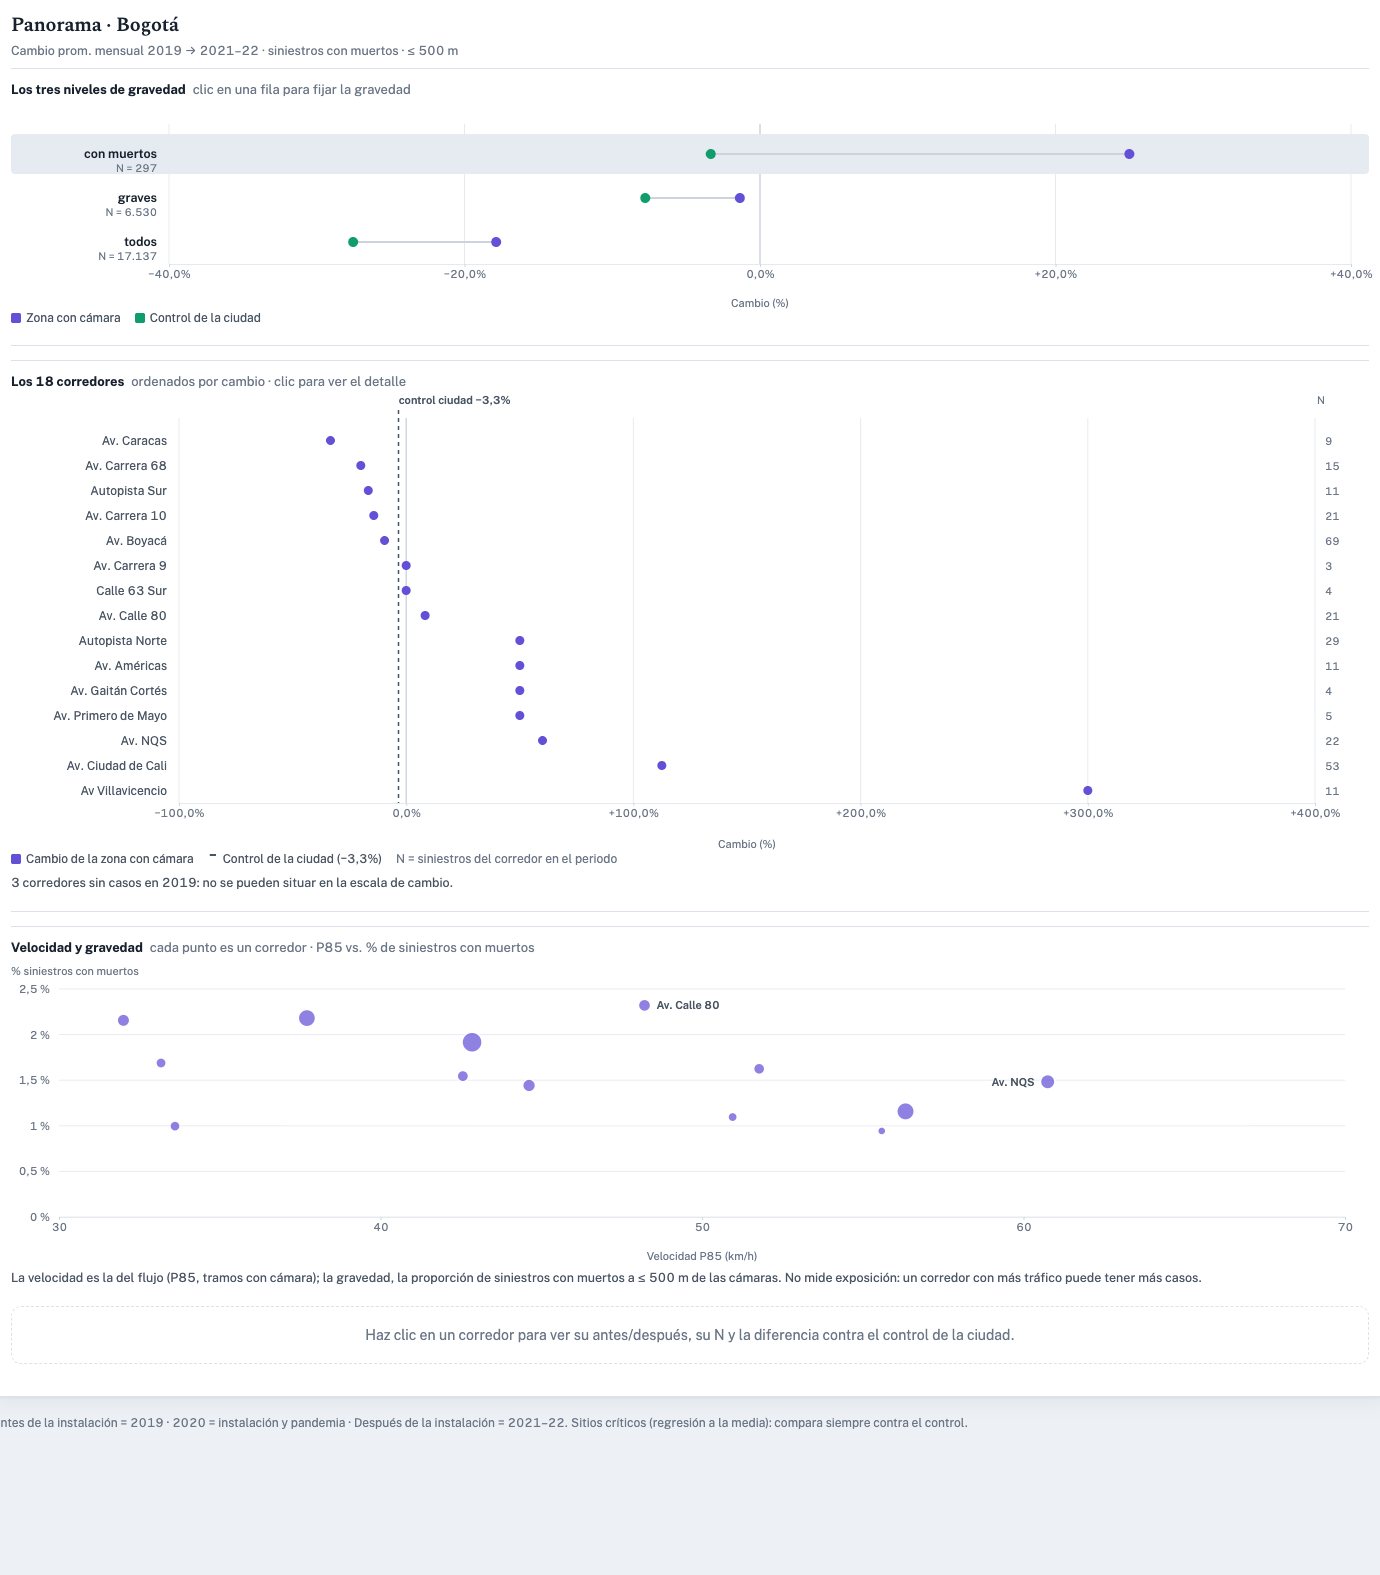 Panorama · Bogotá
Cambio prom. mensual 2019 → 2021–22 · siniestros con muertos · ≤ 500 m
Los tres niveles de gravedad clic en una fila para fijar la gravedad
con muertos
N = 297
graves
N = 6.530
todos
N = 17.137
−40,0% −20,0% 0,0% +20,0% +40,0%
Cambio (%)
Zona con cámara Control de la ciudad
Los 18 corredores ordenados por cambio · clic para ver el detalle
control ciudad −3,3% N
Av. Caracas 9
Av. Carrera 68 15
Autopista Sur 11
Av. Carrera 10 21
Av. Boyacá 69
Av. Carrera 9 3
Calle 63 Sur 4
Av. Calle 80 21
Autopista Norte 29
Av. Américas 11
Av. Gaitán Cortés 4
Av. Primero de Mayo 5
Av. NQS 22
Av. Ciudad de Cali 53
Av Villavicencio 11
−100,0% 0,0% +100,0% +200,0% +300,0% +400,0%
Cambio (%)
Cambio de la zona con cámara Control de la ciudad (−3,3%) N = siniestros del corredor en el periodo
3 corredores sin casos en 2019: no se pueden situar en la escala de cambio.
Velocidad y gravedad cada punto es un corredor · P85 vs. % de siniestros con muertos
% siniestros con muertos
2,5 %
Av. Calle 80
2 %
1,5 %
Av. NQS
1 %
0,5 %
0 %
30 40 50 60 70
Velocidad P85 (km/h)
La velocidad es la del flujo (P85, tramos con cámara); la gravedad, la proporción de siniestros con muertos a ≤ 500 m de las cámaras. No mide exposición: un corredor con más tráfico puede tener más casos.
Haz clic en un corredor para ver su antes/después, su N y la diferencia contra el control de la ciudad.
ntes de la instalación = 2019 · 2020 = instalación y pandemia · Después de la instalación = 2021–22. Sitios críticos (regresión a la media): compara siempre contra el control.